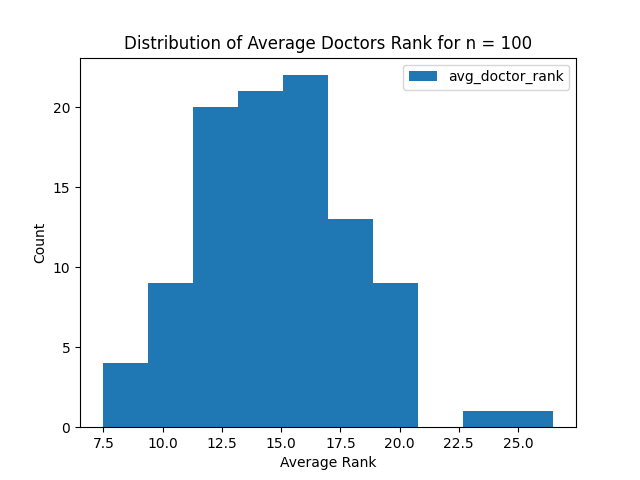 Distribution of Average Doctors Rank for n = 100
avg_doctor_rank
20
15
10
5
0
Count
7.5 10.0 12.5 15.0 17.5 20.0 22.5 25.0
Average Rank